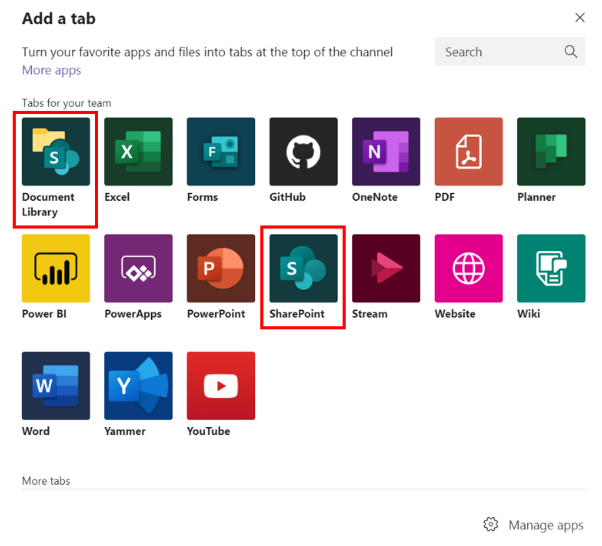 Add a tab
Turn your favorite apps and files into tabs at the top of the channel
Search
More apps
Tabs for your team
Document
Library
Excel
Forms
GitHub
OneNote
PDF
Planner
Power BI
PowerApps
PowerPoint
SharePoint
Stream
Website
Wiki
Word
Yammer
YouTube
More tabs
Manage apps